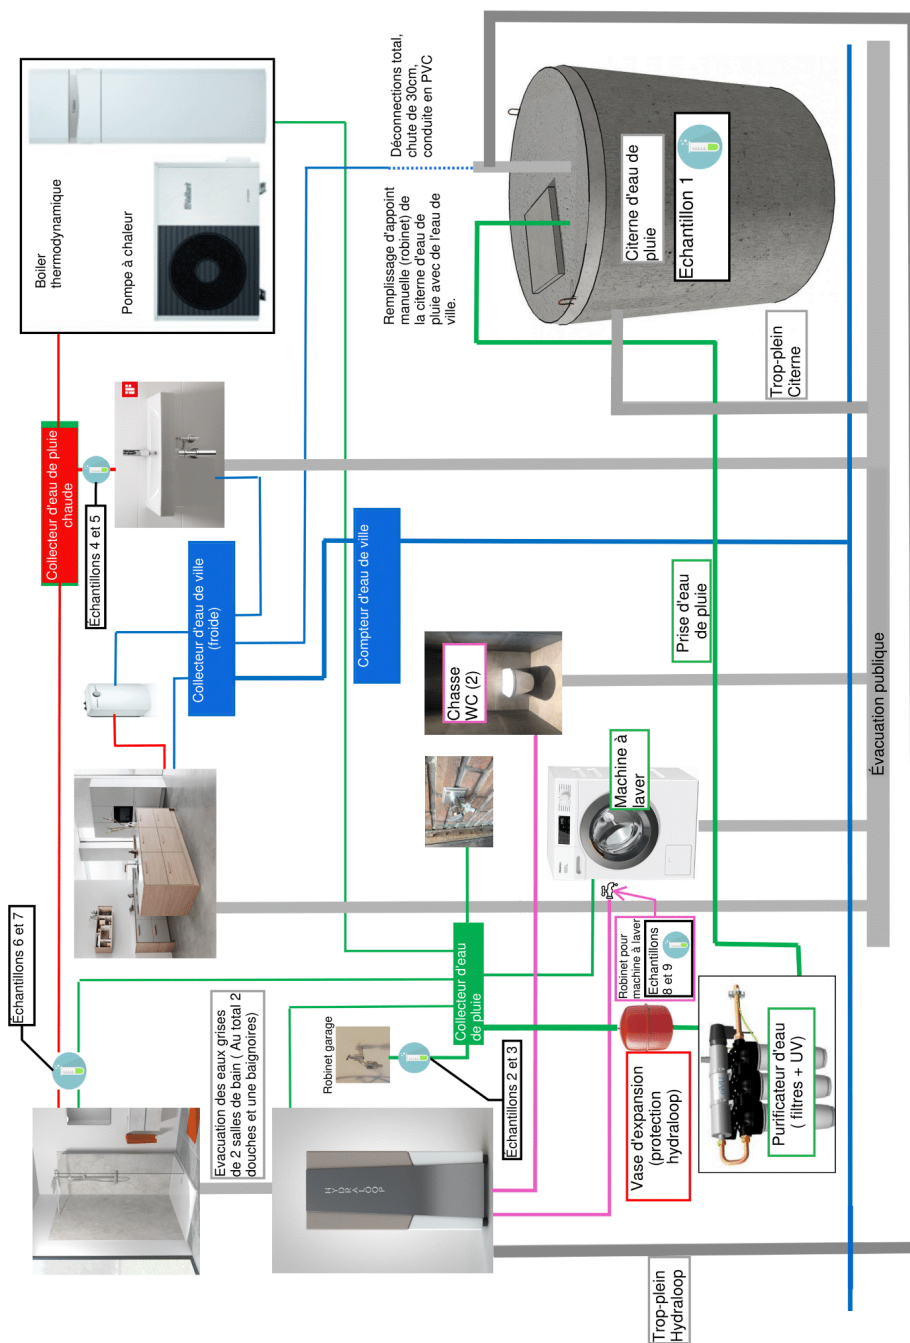 Échantillons 6 et 7
Collecteur d'eau de pluie
chaude
Échantillons 4 et 5
Boiler
thermodynamique
Pompe à chaleur
Vaillant
iF
Collecteur d'eau de ville
(froide)
Evacuation des eaux grises
de 2 salles de bain ( Au total 2
douches et une baignoires)
HYDRALOOP
Robinet garage
Echantillons 2 et 3
Collecteur d'eau
de pluie
Compteur d'eau de ville
Chasse
WC (2)
Remplissage d'appoint
manuelle (robinet) de
la citerne d'eau de
pluie avec de l'eau de
ville.
Déconnections total,
chute de 30cm,
conduite en PVC
Citerne d'eau de
pluie
Echantillon 1
Machine à
laver
Robinet pour
machine à laver
Echantillons
8 et 9
Vase d'expansion
(protection
hydraloop)
Prise d'eau
de pluie
Trop-plein
Citerne
Purificateur d'eau
( filtres + UV)
Trop-plein
Hydraloop
Évacuation publique